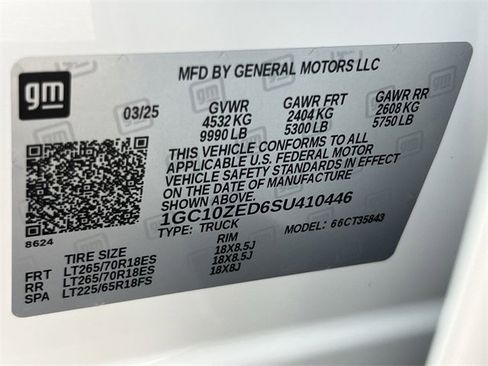 gm
MFD BY GENERAL MOTORS LLC
03/25 GVWR GAWR FRT GAWR RR
4532 KG 2404 KG 2608 KG
9990 LB 5300 LB 5750 LB
THIS VEHICLE CONFORMS TO ALL
APPLICABLE U.S. FEDERAL MOTOR
VEHICLE SAFETY STANDARDS IN EFFECT
ON THE DATE OF MANUFACTURE
SHOWN ABOVE.
1GC10ZED6SU410446
8624 TYPE: TRUCK MODEL: 66CT35843
TIRE SIZE RIM
FRT LT265/70R18ES 18X8.5J
RR LT265/70R18ES 18X8.5J
SPA LT225/65R18FS 18X8J